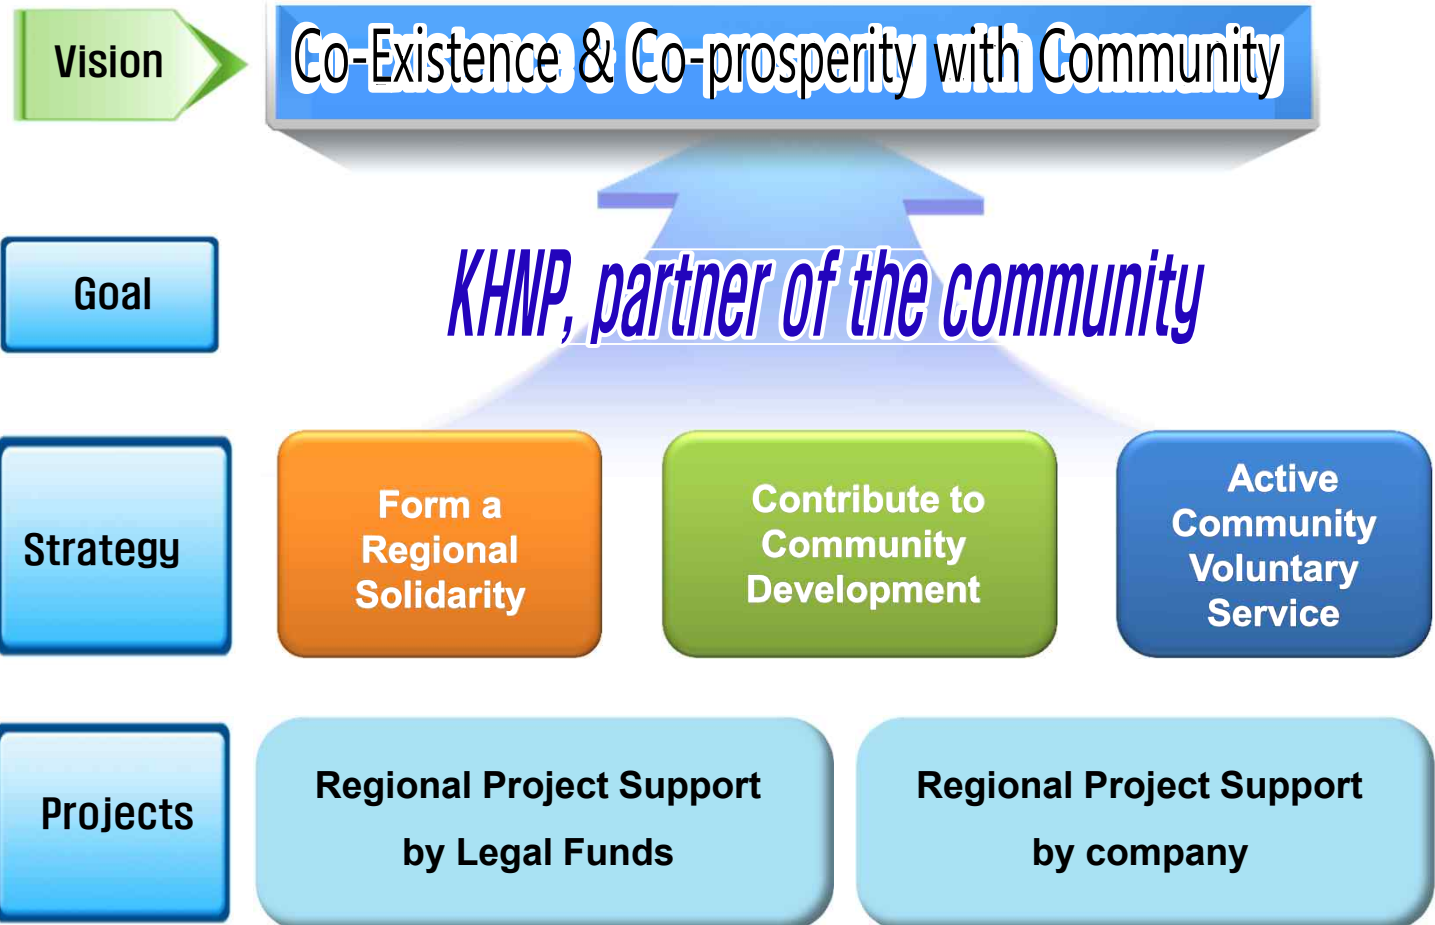 Vision
Co-Existence & Co-prosperity with Community
Goal
KHNP, partner of the community
Strategy
Form a
Regional
Solidarity
Contribute to
Community
Development
Active
Community
Voluntary
Service
Projects
Regional Project Support
by Legal Funds
Regional Project Support
by company